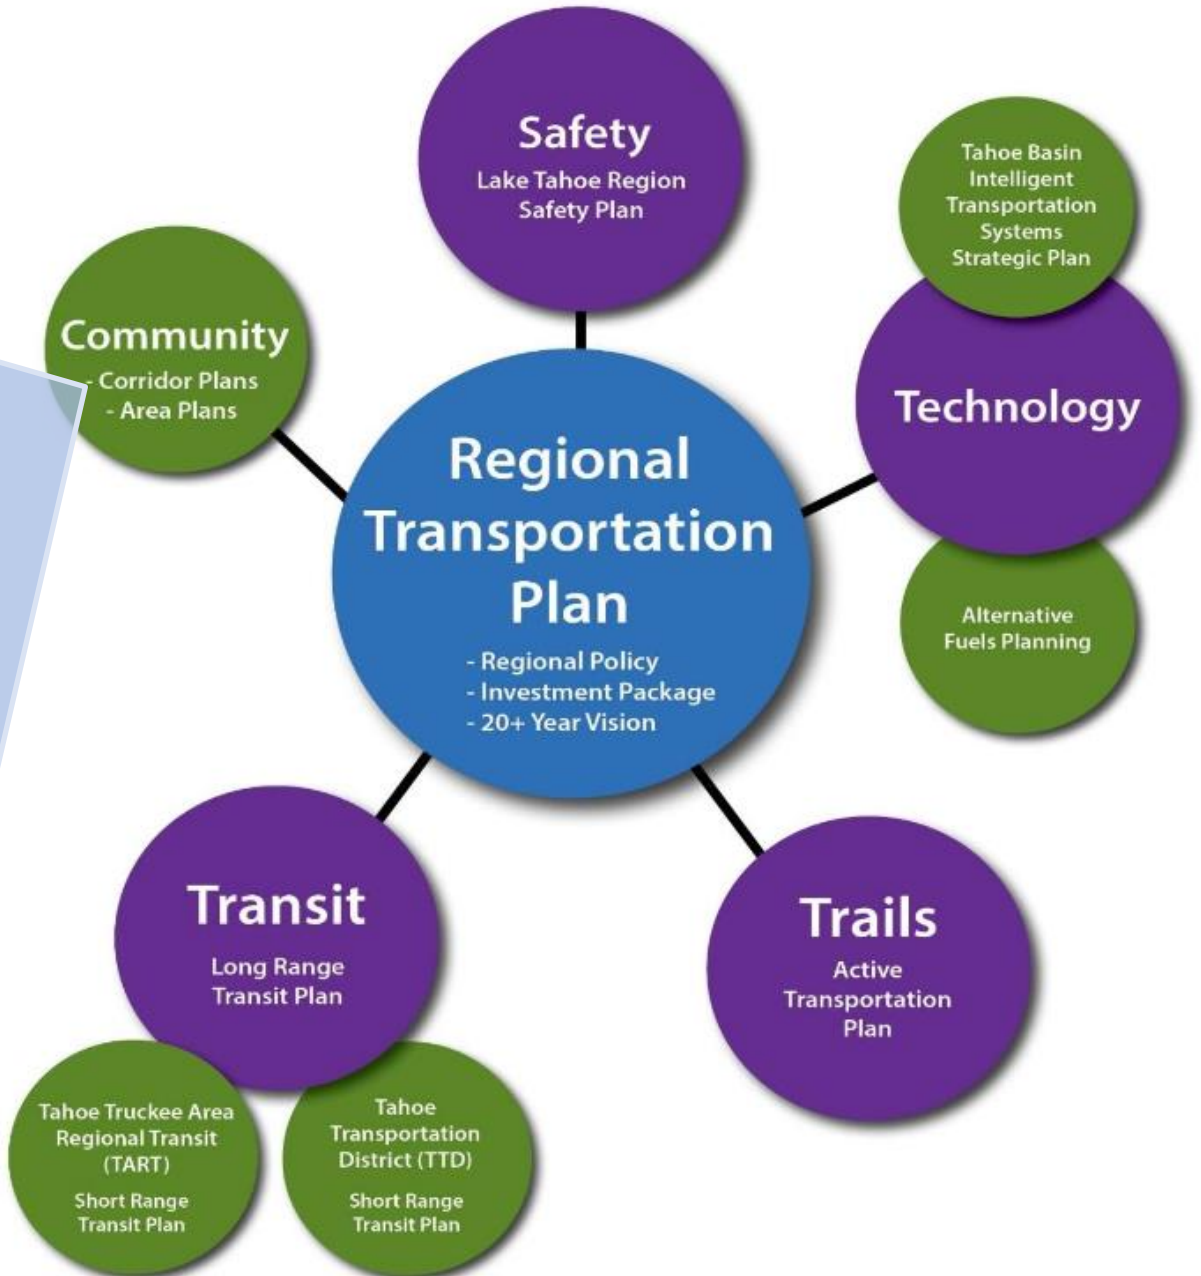 Safety
Lake Tahoe Region
Safety Plan
Tahoe Basin
Intelligent
Transportation
Systems
Strategic Plan
Technology
Alternative
Fuels Planning
Community
- Corridor Plans
- Area Plans
Regional
Transportation
Plan
- Regional Policy
- Investment Package
- 20+ Year Vision
Transit
Long Range
Transit Plan
Tahoe Truckee Area
Regional Transit
(TART)
Short Range
Transit Plan
Tahoe
Transportation
District (TTD)
Short Range
Transit Plan
Trails
Active
Transportation
Plan